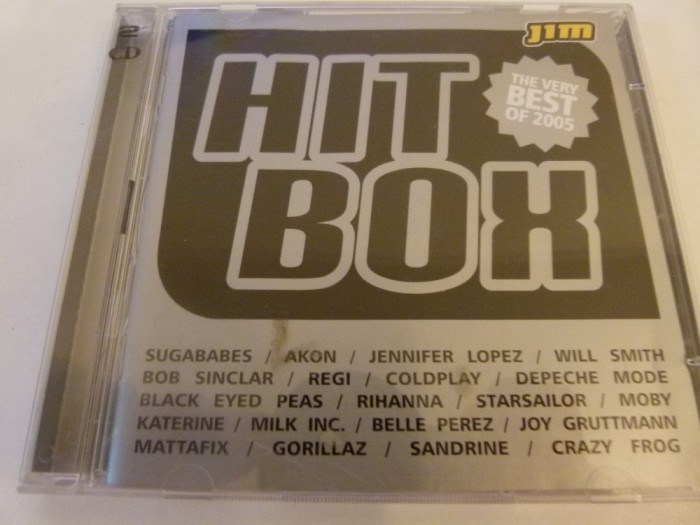 2
CD
JIM
HIT
BOX
THE VERY
BEST
OF 2005
SUGABABES / AKON / JENNIFER LOPEZ / WILL SMITH
BOB SINCLAR / REGI / COLDPLAY / DEPECHE MODE
BLACK EYED PEAS / RIHANNA / STARSAILOR / MOBY
KATERINE / MILK INC. / BELLE PEREZ / JOY GRUTTMANN
MATTAFIX / GORILLAZ / SANDRINE / CRAZY FROG